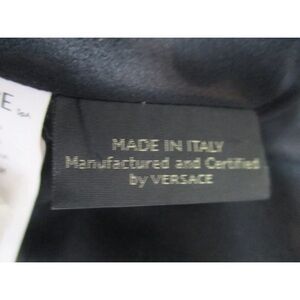 MADE IN ITALY
Manufactured and Certified
by VERSACE